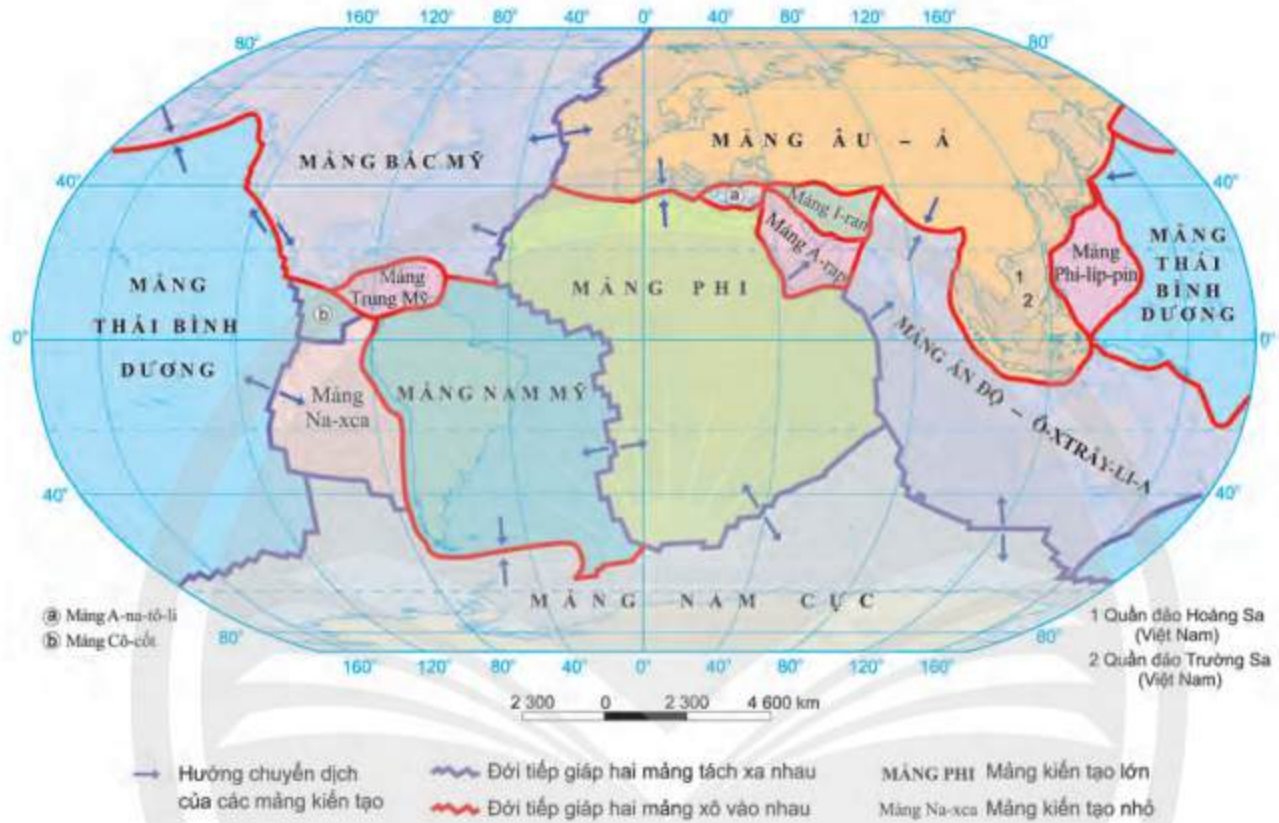 160° 120° 80° 40° 0° 40° 80° 120° 160°
80° 80°
MẢNG BẮC MỸ
MẢNG ÂU – Á
40° 40°
a
Mảng I-ran
Mảng A-rap
Mảng
Phi-lip-pin
MẢNG
THÁI
BÌNH
DƯƠNG
MẢNG
THÁI BÌNH
DƯƠNG
Mảng
Trung Mỹ
b
MẢNG PHI
1
2
0° 0°
Mảng
Na-xca
MẢNG NAM MỸ
MẢNG ẤN ĐỘ – Ô-XTRÂY-LI-A
40° 40°
MẢNG NAM CỰC
a Mảng A-na-tô-li
b Mảng Cô-cốt
1 Quần đảo Hoàng Sa
(Việt Nam)
2 Quần đảo Trường Sa
(Việt Nam)
80° 80°
160° 120° 80° 40° 0° 40° 80° 120° 160°
2 300 0 2 300 4 600 km
Hướng chuyển dịch
của các mảng kiến tạo
Đới tiếp giáp hai mảng tách xa nhau
Đới tiếp giáp hai mảng xô vào nhau
MẢNG PHI Mảng kiến tạo lớn
Mảng Na-xca Mảng kiến tạo nhỏ